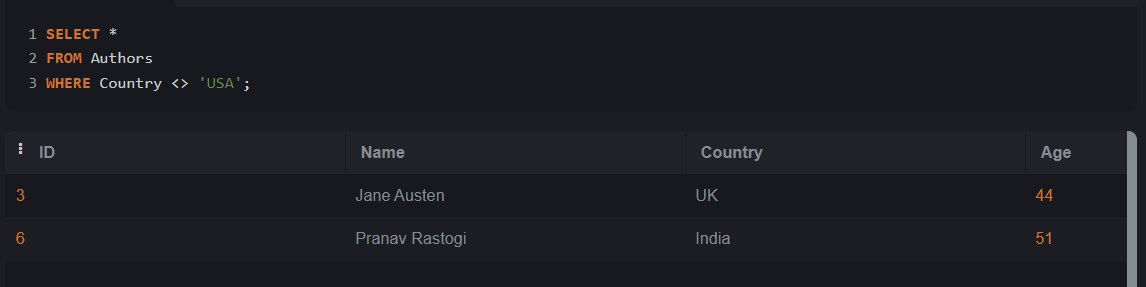 1 SELECT *
2 FROM Authors
3 WHERE Country <> 'USA';
ID Name Country Age
3 Jane Austen UK 44
6 Pranav Rastogi India 51